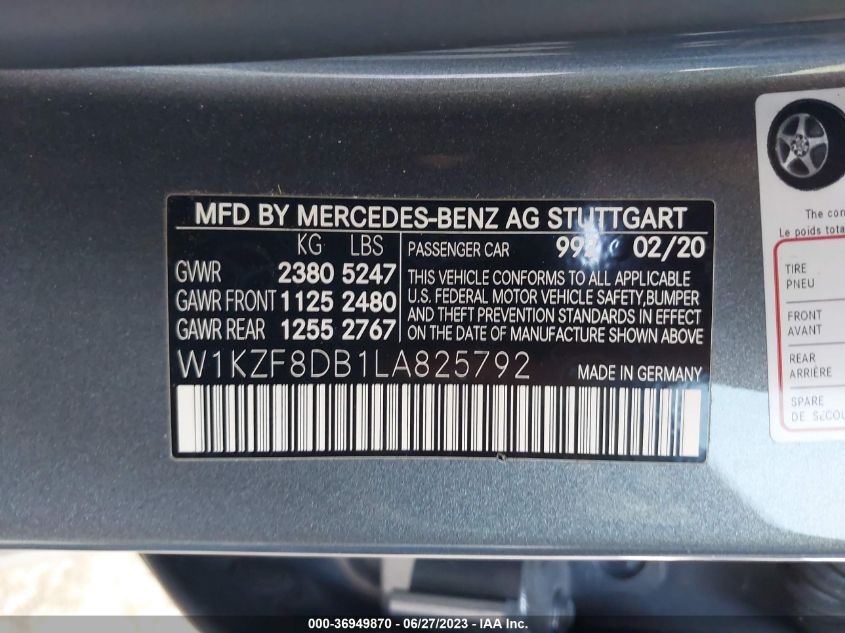 MFD BY MERCEDES-BENZ AG STUTTGART
KG LBS
GVWR 2380 5247
GAWR FRONT 1125 2480
GAWR REAR 1255 2767
PASSENGER CAR 02/20
THIS VEHICLE CONFORMS TO ALL APPLICABLE
U.S. FEDERAL MOTOR VEHICLE SAFETY, BUMPER
AND THEFT PREVENTION STANDARDS IN EFFECT
ON THE DATE OF MANUFACTURE SHOWN ABOVE
W1KZF8DB1LA825792 MADE IN GERMANY
The
Le poids
TIRE
PNEU
FRONT
AVANT
REAR
ARRIÈRE
SPARE
DE
000-36949870 | 06/27/2023 | IAA Inc.